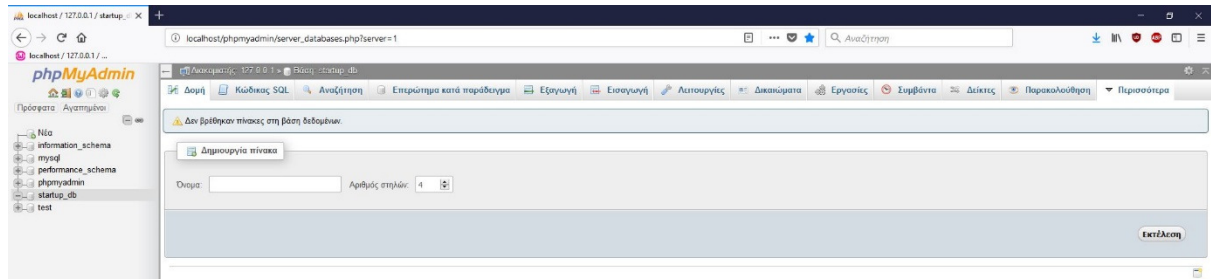 localhost / 127.0.0.1 / startup_
localhost/phpmyadmin/server_databases.php?server=1
Αναζήτηση
localhost / 127.0.0.1 / ...
phpMyAdmin
Πρόσφατα Αγαπημένοι
Νέα
information_schema
mysql
performance_schema
phpmyadmin
startup_db
test
Διακομιστής: 127.0.0.1 » Βάση: startup_db
Δομή Κώδικας SQL Αναζήτηση Επερώτημα κατά παράδειγμα Εξαγωγή Εισαγωγή Λειτουργίες Δικαιώματα Εργασίες Συμβάντα Δείκτες Παρακολούθηση Περισσότερα
Δεν βρέθηκαν πίνακες στη βάση δεδομένων.
Δημιουργία πίνακα
Όνομα: Αριθμός στηλών: 4
Εκτέλεση